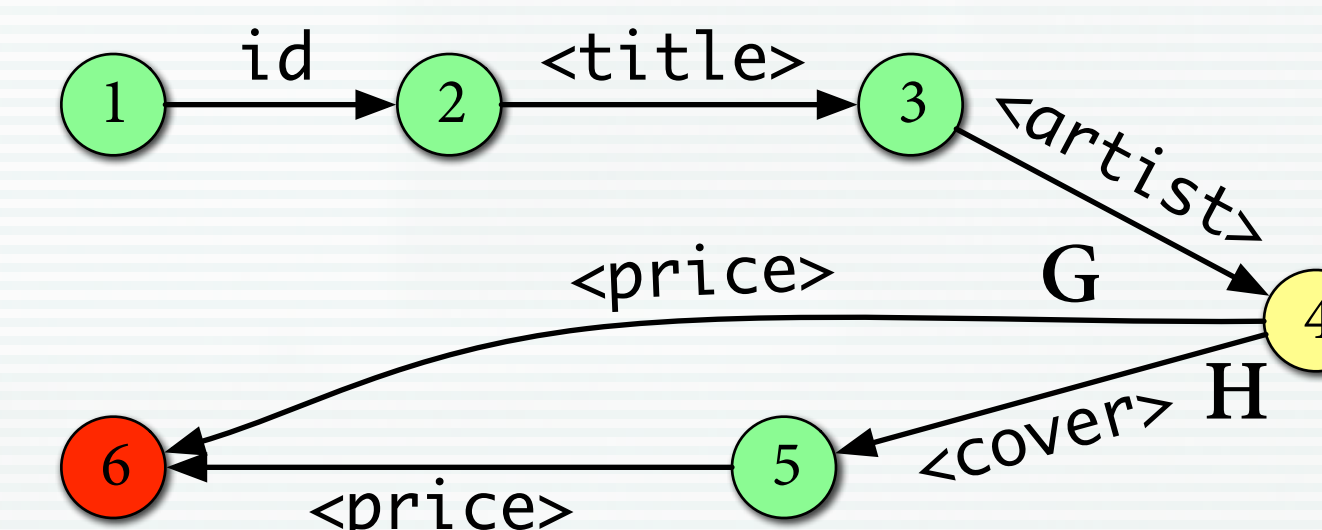 id
<title>
1
2
3
<artist>
<price>
G
4
H
<cover>
6
5
<price>